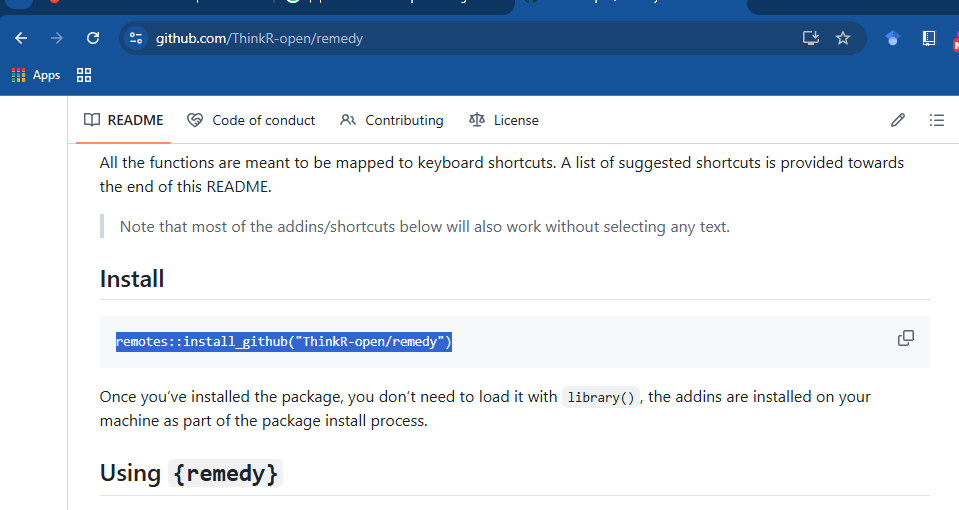 github.com/ThinkR-open/remedy
Apps
README
Code of conduct
Contributing
License
All the functions are meant to be mapped to keyboard shortcuts. A list of suggested shortcuts is provided towards
the end of this README.
Note that most of the addins/shortcuts below will also work without selecting any text.
Install
remotes::install_github("ThinkR-open/remedy")
Once you’ve installed the package, you don’t need to load it with library(), the addins are installed on your
machine as part of the package install process.
Using {remedy}